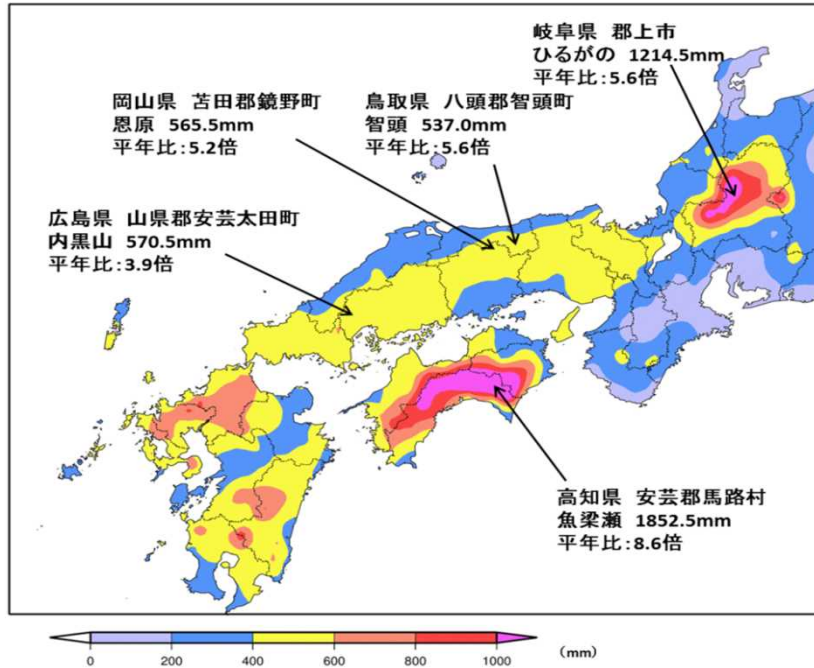 岐阜県 郡上市
ひるがの 1214.5mm
平年比:5.6倍
岡山県 苫田郡鏡野町
恩原 565.5mm
平年比:5.2倍
鳥取県 八頭郡智頭町
智頭 537.0mm
平年比:5.6倍
広島県 山県郡安芸太田町
内黒山 570.5mm
平年比:3.9倍
高知県 安芸郡馬路村
魚梁瀬 1852.5mm
平年比:8.6倍
0 200 400 600 800 1000 (mm)